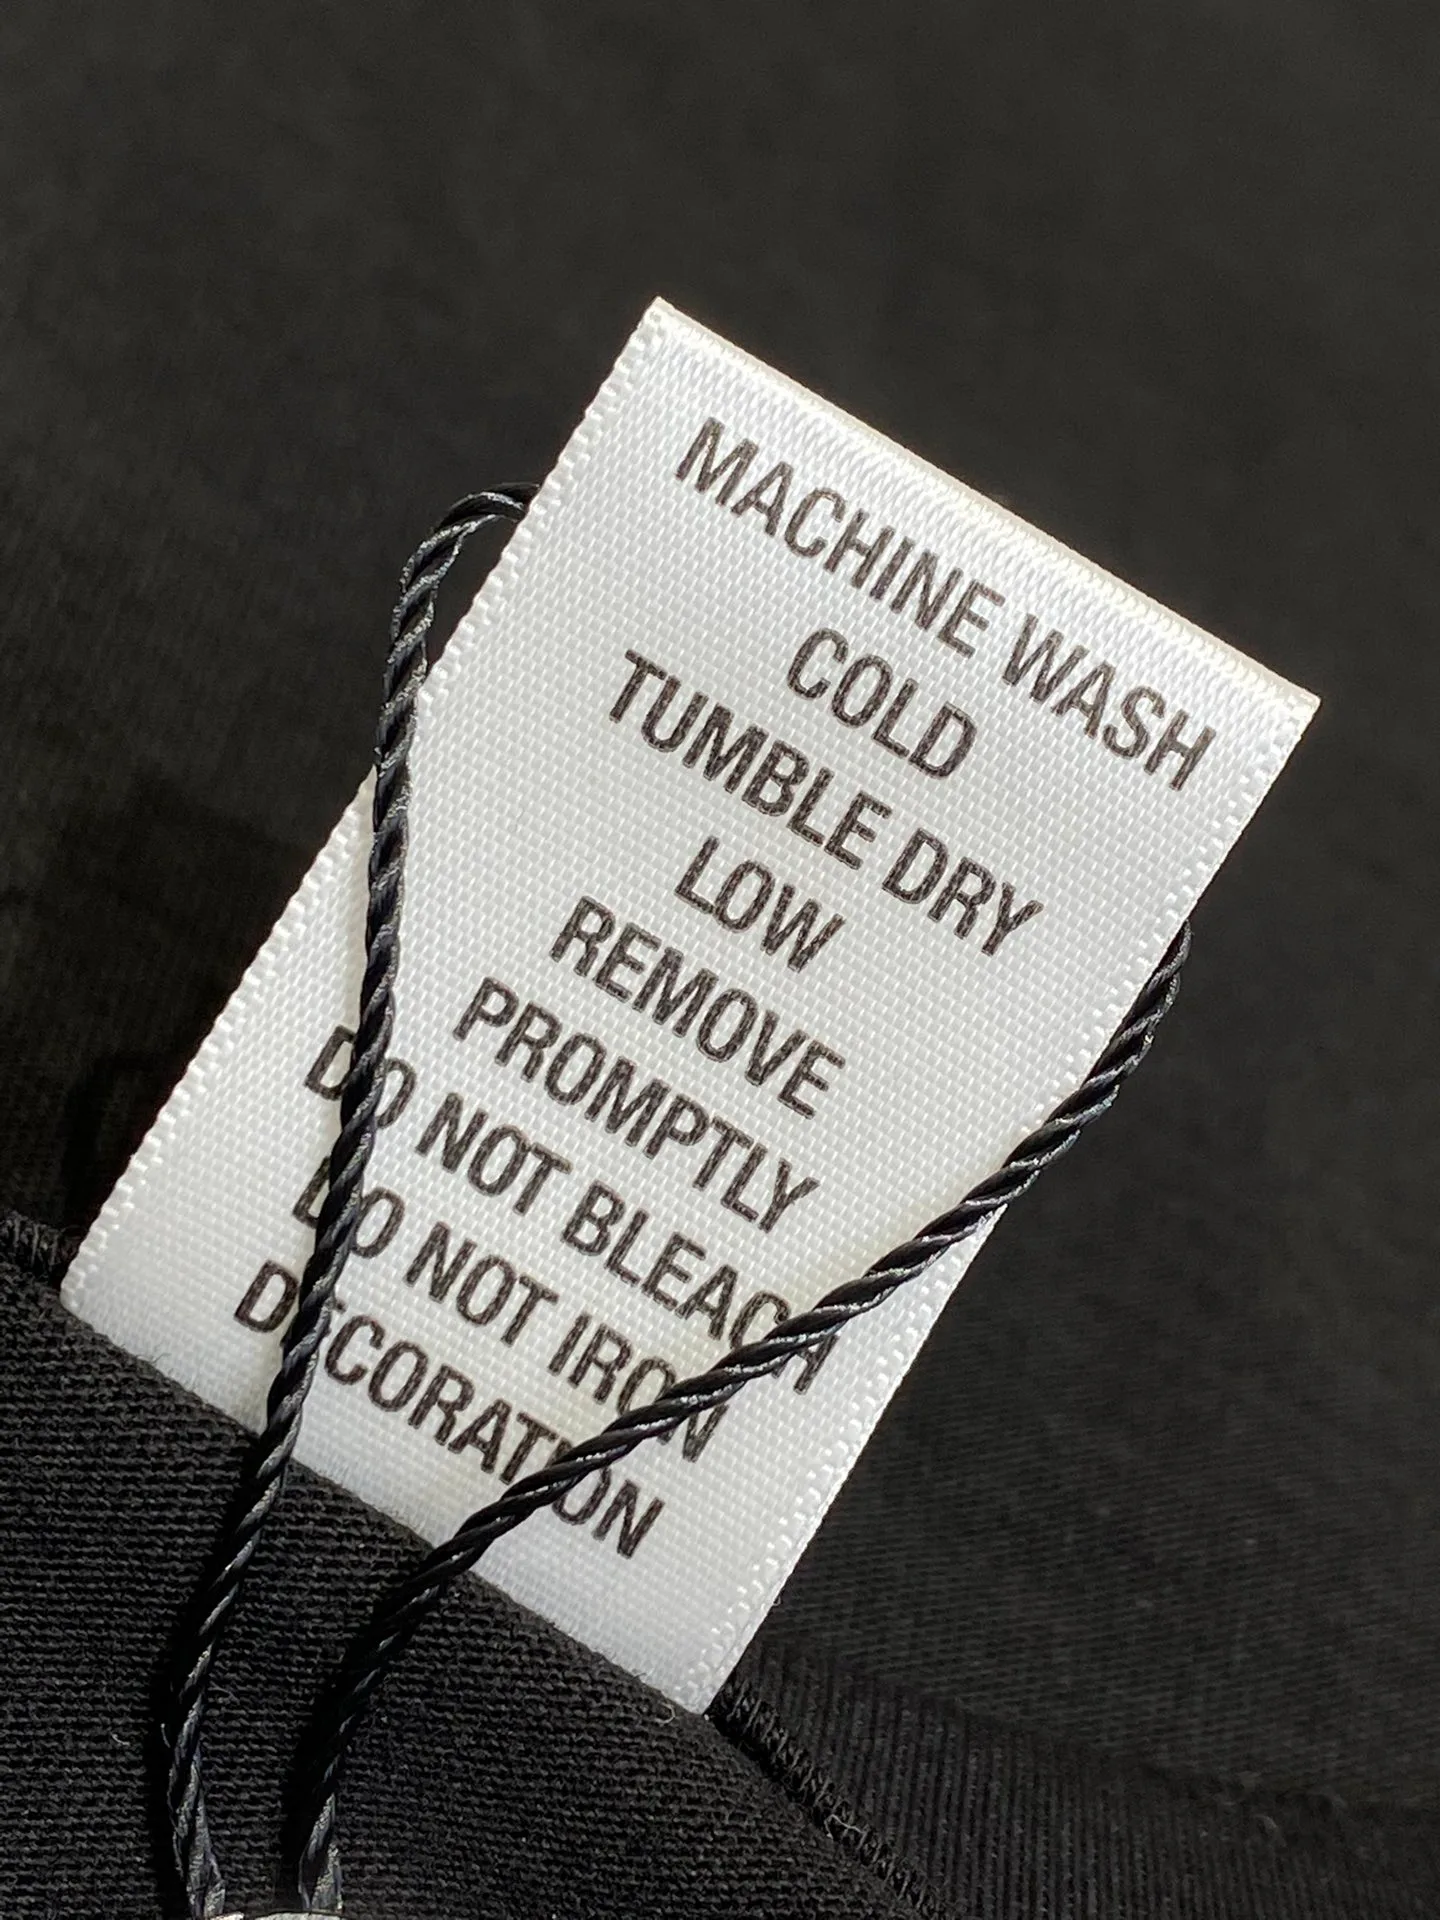 MACHINE WASH
COLD
TUMBLE DRY
LOW
REMOVE
PROMPTLY
DO NOT BLEACH
DO NOT IRON
DECORATION